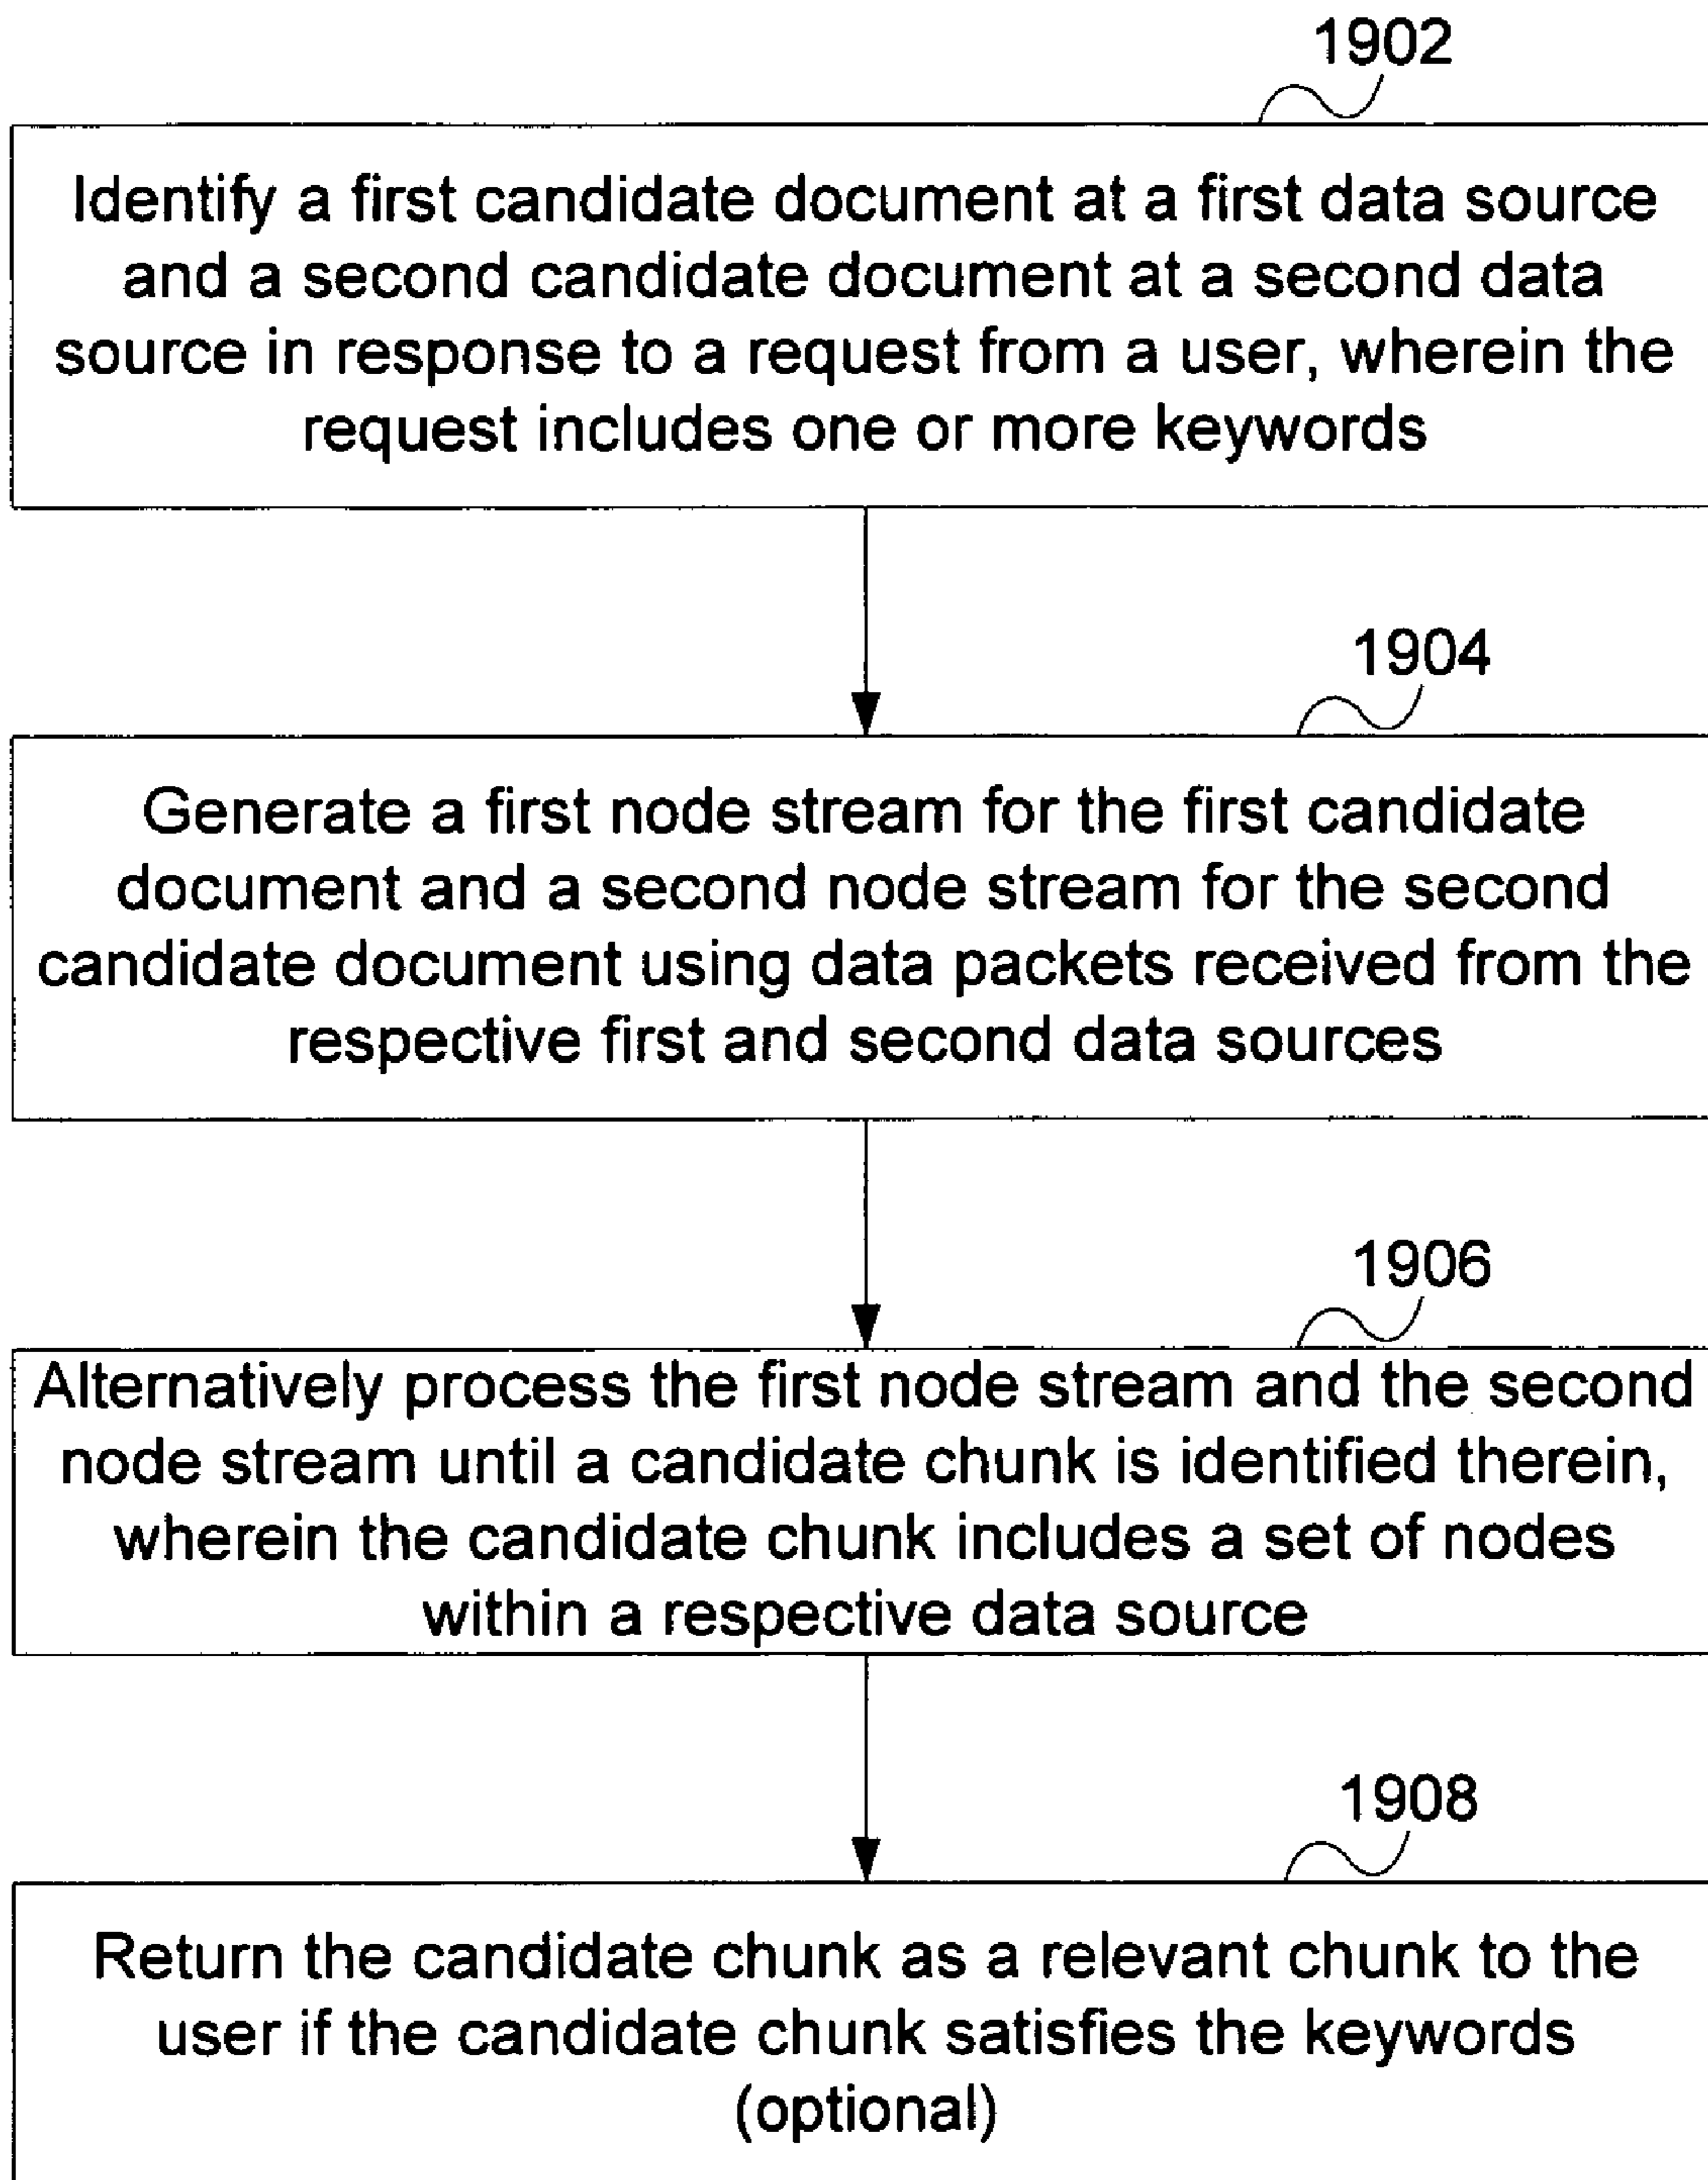 1902
Identify a first candidate document at a first data source
and a second candidate document at a second data
source in response to a request from a user, wherein the
request includes one or more keywords
1904
Generate a first node stream for the first candidate
document and a second node stream for the second
candidate document using data packets received from the
respective first and second data sources
1906
Alternatively process the first node stream and the second
node stream until a candidate chunk is identified therein,
wherein the candidate chunk includes a set of nodes
within a respective data source
1908
Return the candidate chunk as a relevant chunk to the
user if the candidate chunk satisfies the keywords
(optional)